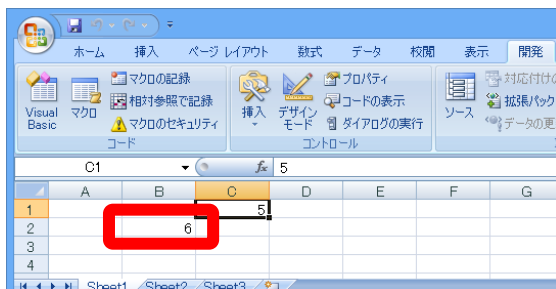 ホーム 挿入 ページ レイアウト 数式 データ 校閲 表示 開発
Visual Basic
マクロ
マクロの記録
相対参照で記録
マクロのセキュリティ
コード
挿入
デザイン モード
プロパティ
コードの表示
ダイアログの実行
コントロール
ソース
対応付けの
拡張パック
データの更
C1 fx 5
A B C D E F G
1 5
2 6
3
4
Sheet1 Sheet2 Sheet3